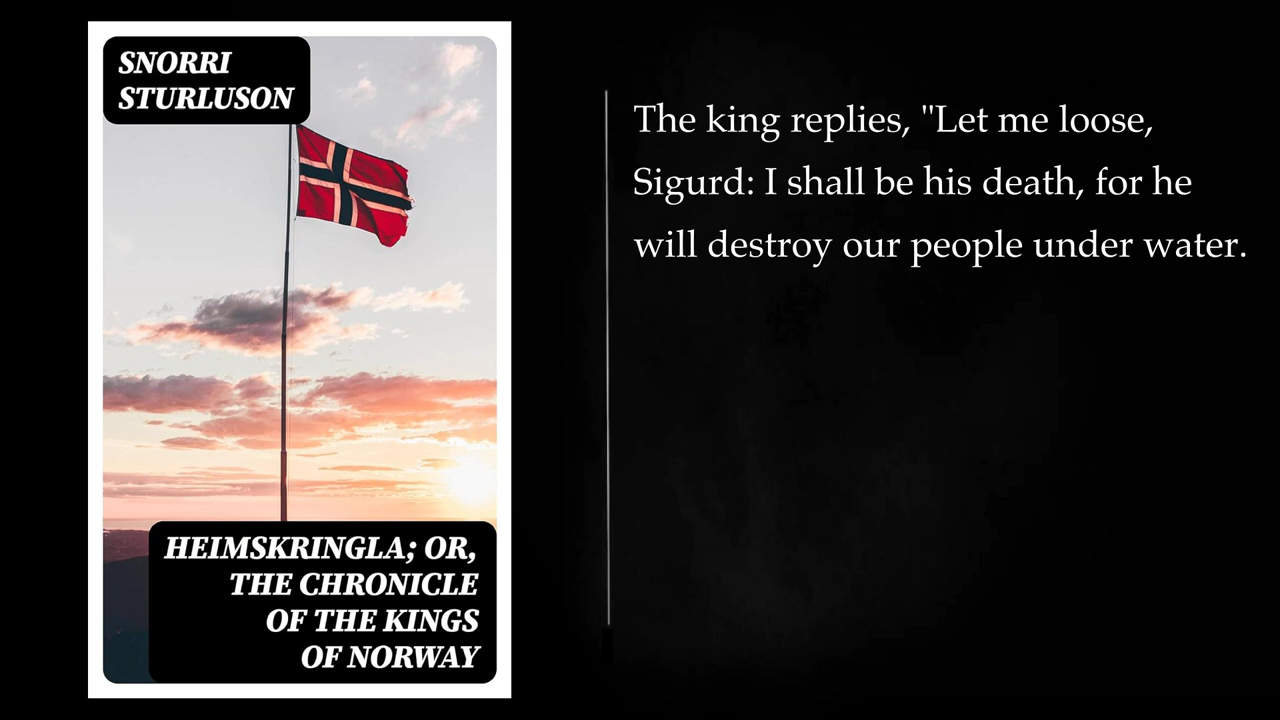 SNORRI
STURLUSON
HEIMSKRINGLA; OR,
THE CHRONICLE
OF THE KINGS
OF NORWAY
The king replies, "Let me loose,
Sigurd: I shall be his death, for he
will destroy our people under water.